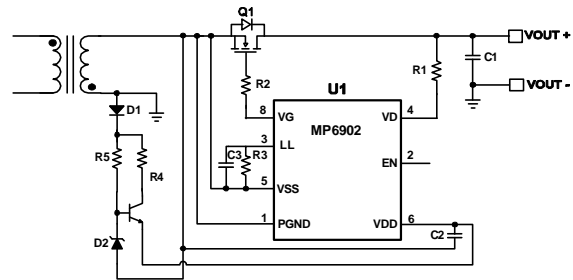 Q1
VOUT +
C1
R1
R2
VOUT -
U1
D1
8 VG
MP6902
VD 4
3 LL
R5
R4
C3
R3
EN 2
5 VSS
1 PGND
VDD 6
D2
C2